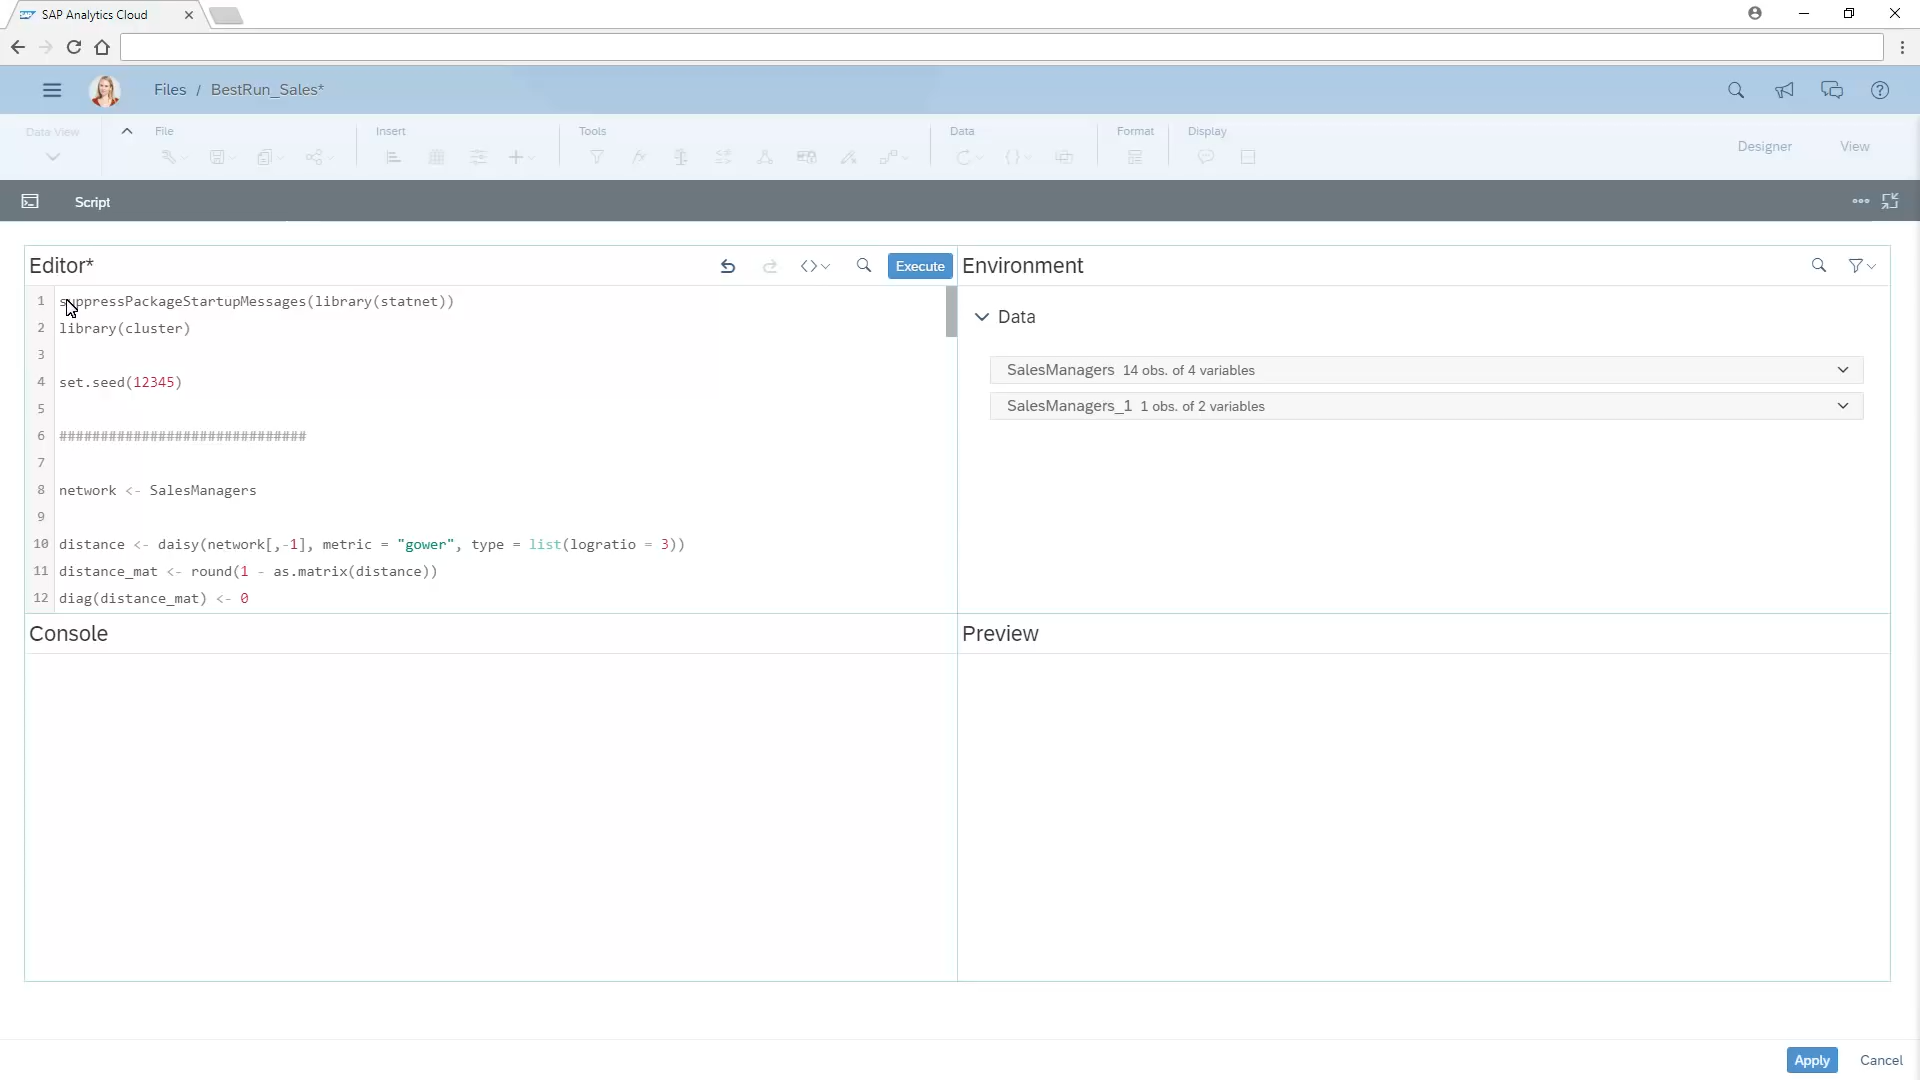 SAP Analytics Cloud
Files / BestRun_Sales*
Data View
File
Insert
Tools
Data
Format
Display
Designer
View
Script
Editor*
Execute
1 suppressPackageStartupMessages(library(statnet))
2 library(cluster)
3
4 set.seed(12345)
5
6 ##############################
7
8 network <- SalesManagers
9
10 distance <- daisy(network[,-1], metric = "gower", type = list(logratio = 3))
11 distance_mat <- round(1 - as.matrix(distance))
12 diag(distance_mat) <- 0
Environment
Data
SalesManagers 14 obs. of 4 variables
SalesManagers_1 1 obs. of 2 variables
Console
Preview
Apply
Cancel